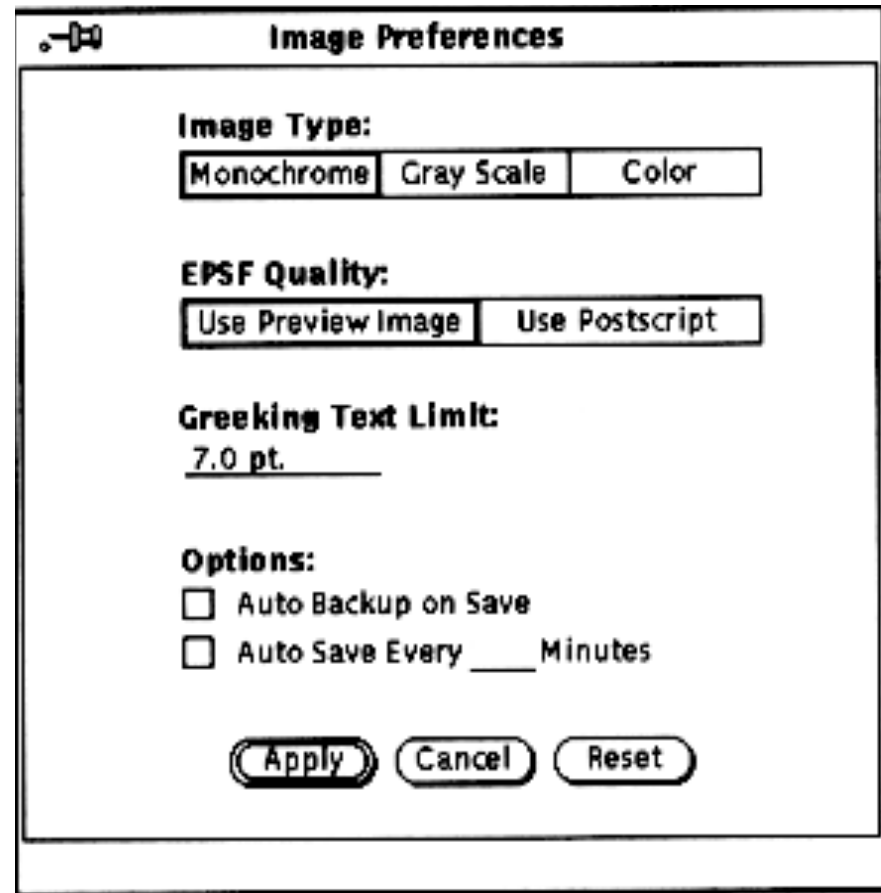 Image Preferences
Image Type:
Monochrome Gray Scale Color
EPSF Quality:
Use Preview Image Use Postscript
Greeking Text Limit:
7.0 pt.
Options:
Auto Backup on Save
Auto Save Every ____ Minutes
Apply Cancel Reset